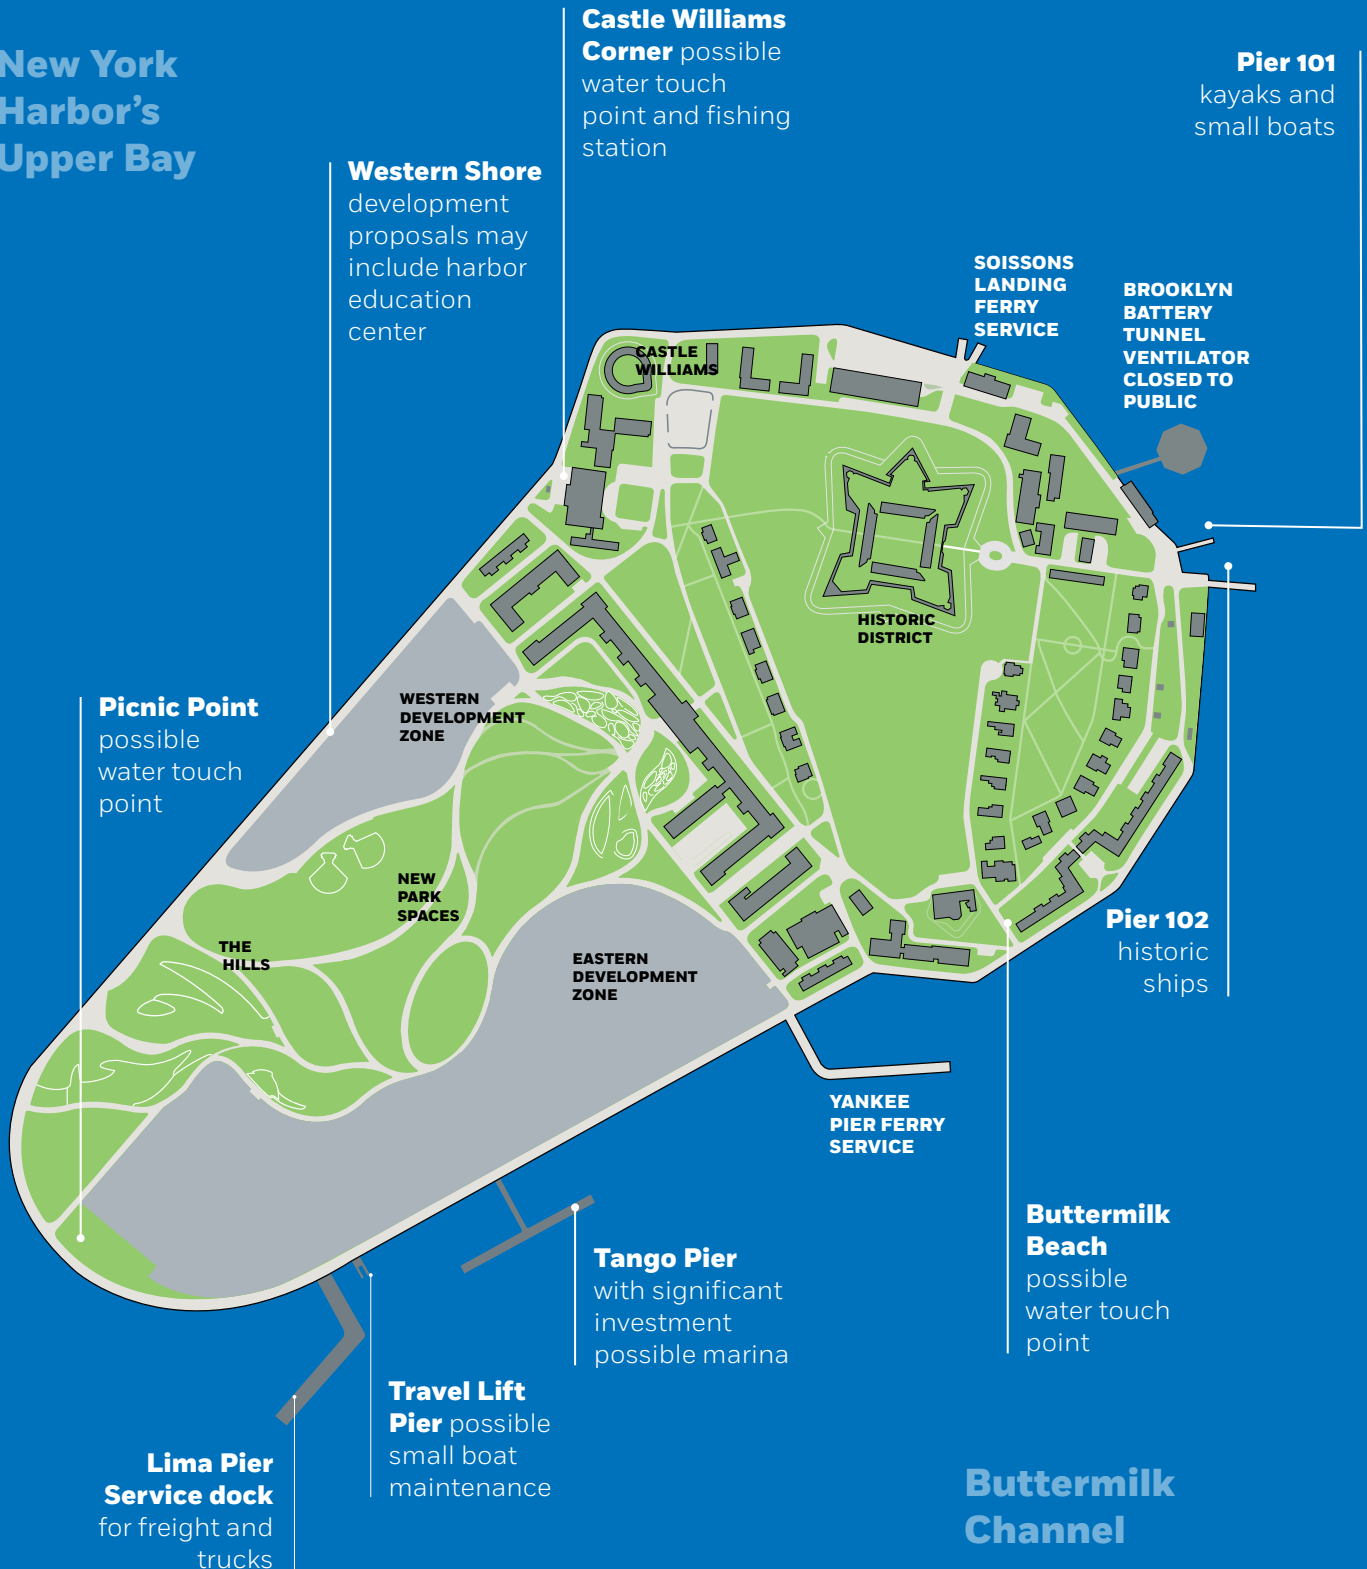 New York
Harbor’s
Upper Bay
Castle Williams
Corner possible
water touch
point and fishing
station
Pier 101
kayaks and
small boats
Western Shore
development
proposals may
include harbor
education
center
SOISSONS
LANDING
FERRY
SERVICE
BROOKLYN
BATTERY
TUNNEL
VENTILATOR
CLOSED TO
PUBLIC
CASTLE
WILLIAMS
HISTORIC
DISTRICT
WESTERN
DEVELOPMENT
ZONE
Picnic Point
possible
water touch
point
NEW
PARK
SPACES
THE
HILLS
EASTERN
DEVELOPMENT
ZONE
Pier 102
historic
ships
YANKEE
PIER FERRY
SERVICE
Buttermilk
Beach
possible
water touch
point
Tango Pier
with significant
investment
possible marina
Travel Lift
Pier possible
small boat
maintenance
Lima Pier
Service dock
for freight and
trucks
Buttermilk
Channel